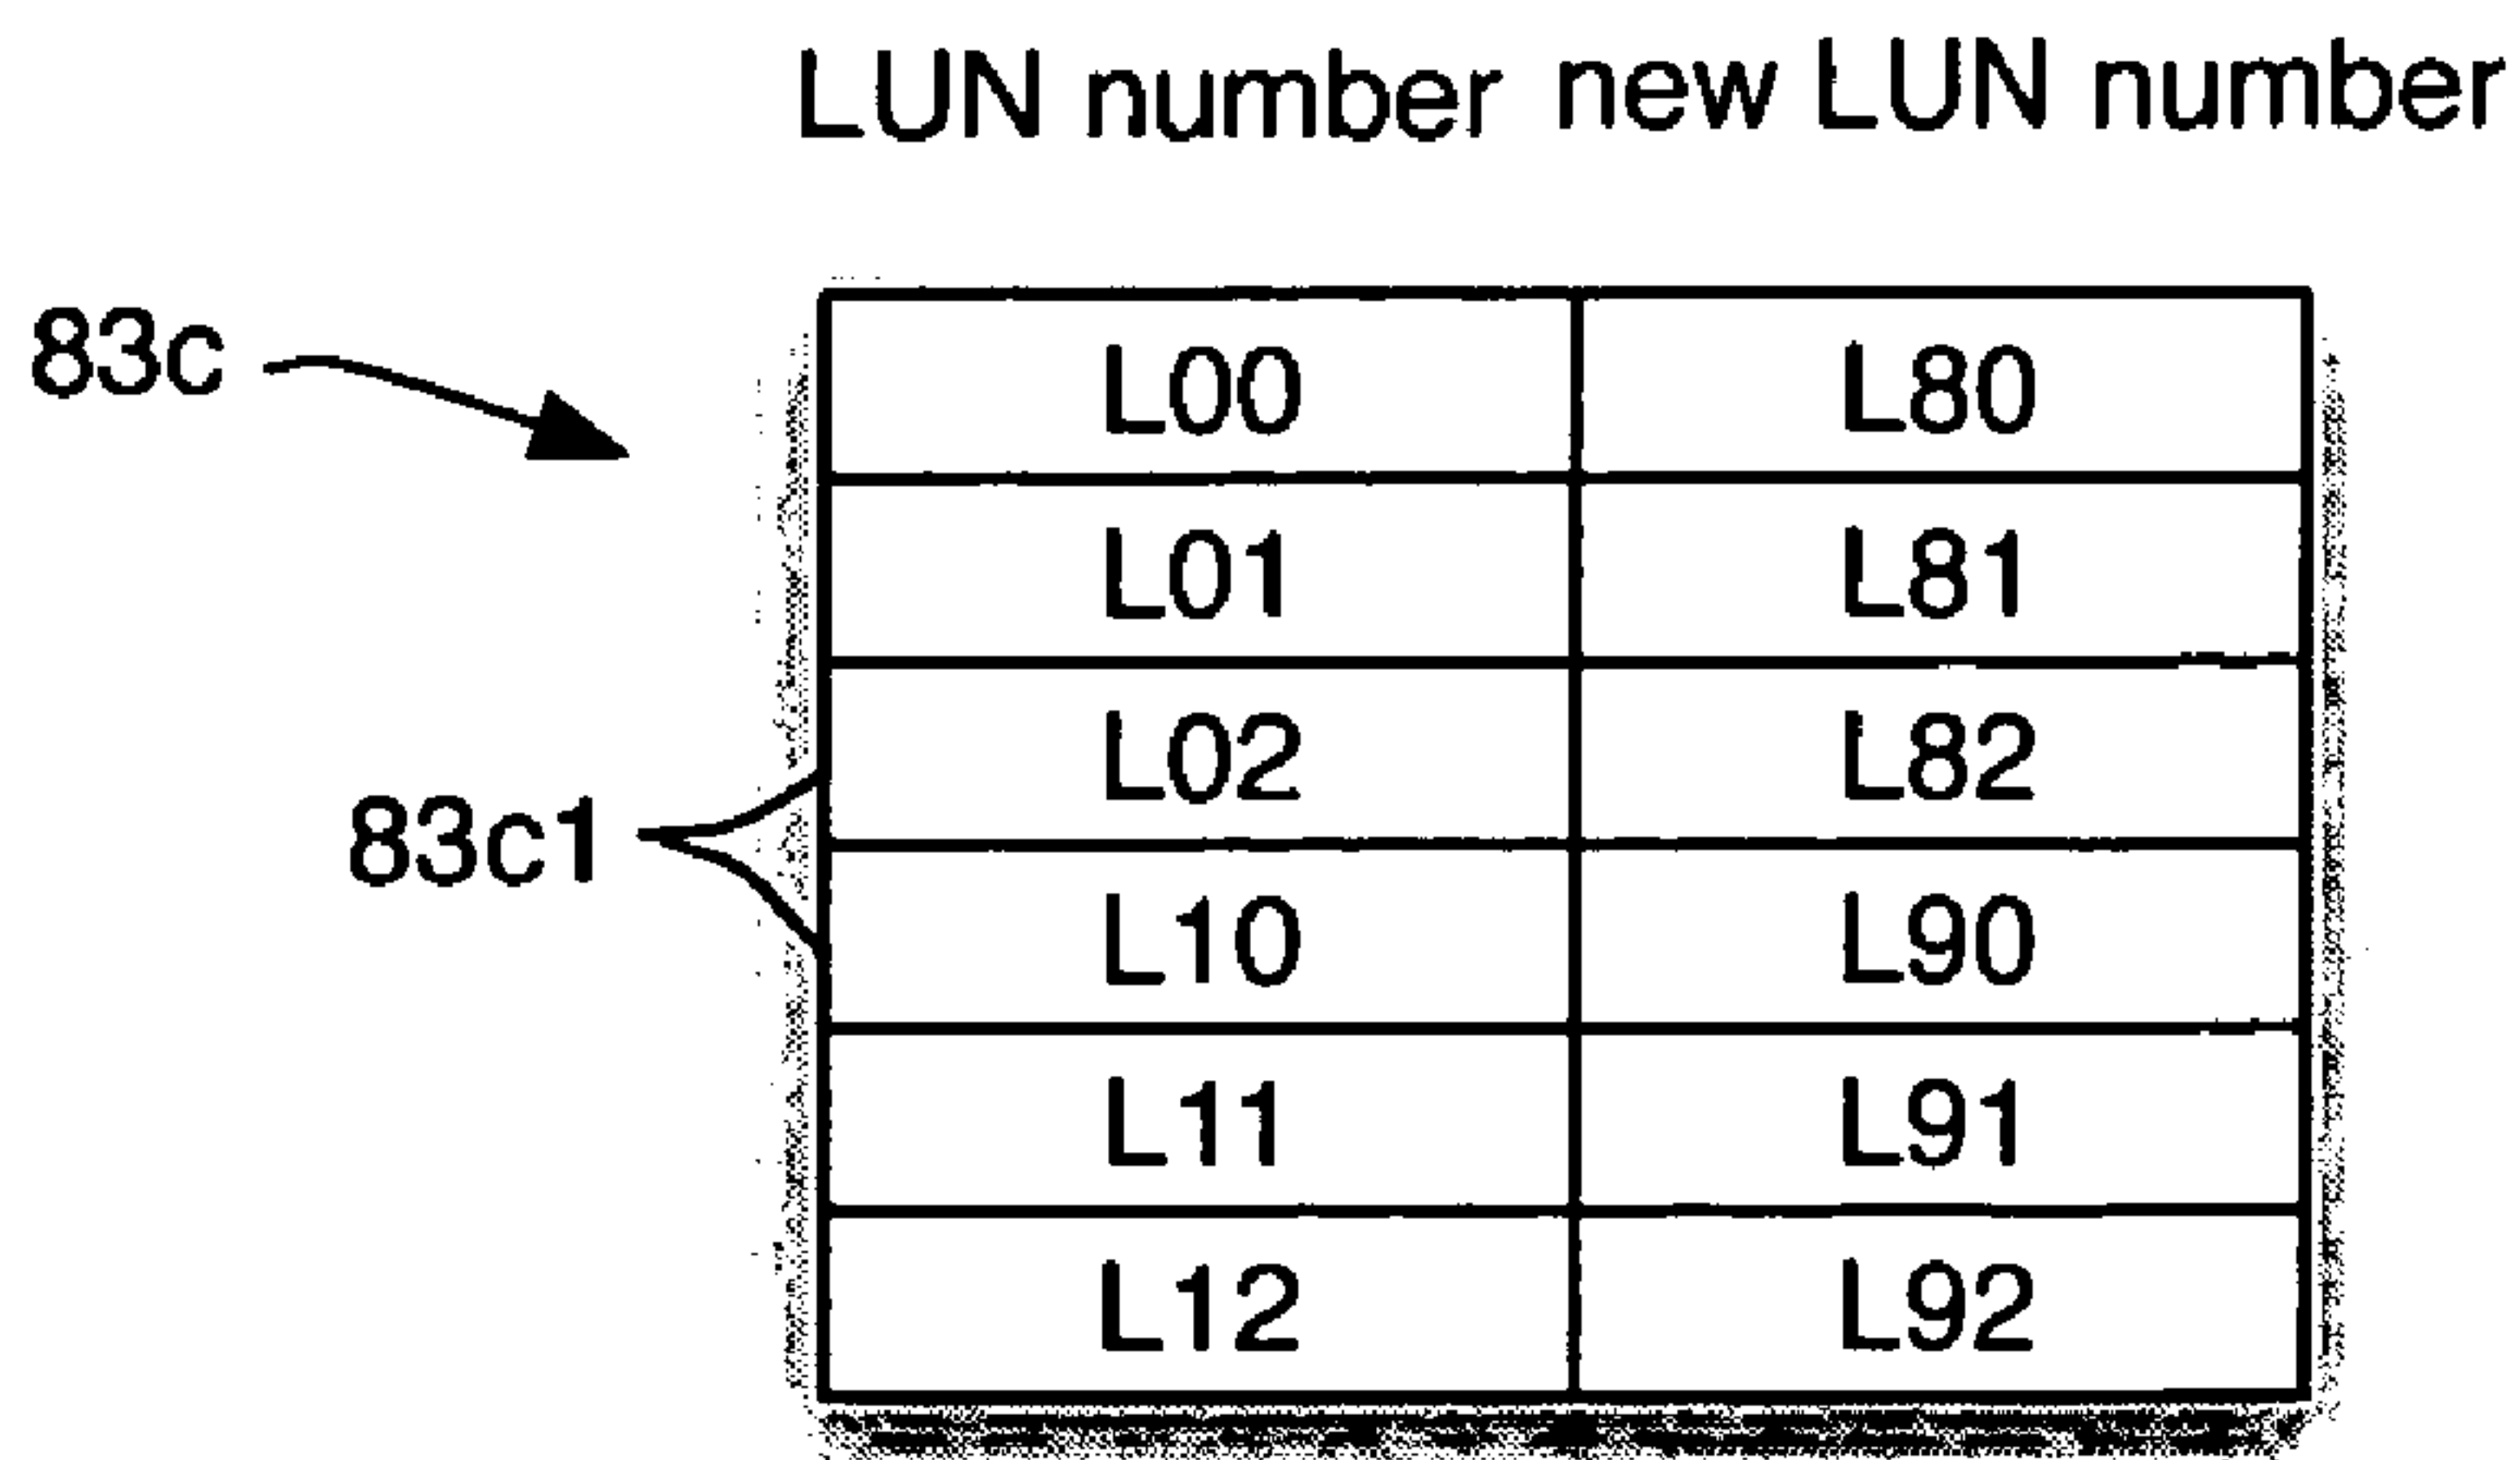 LUN number new LUN number
83c
L00 L80
L01 L81
L02 L82
83c1
L10 L90
L11 L91
L12 L92